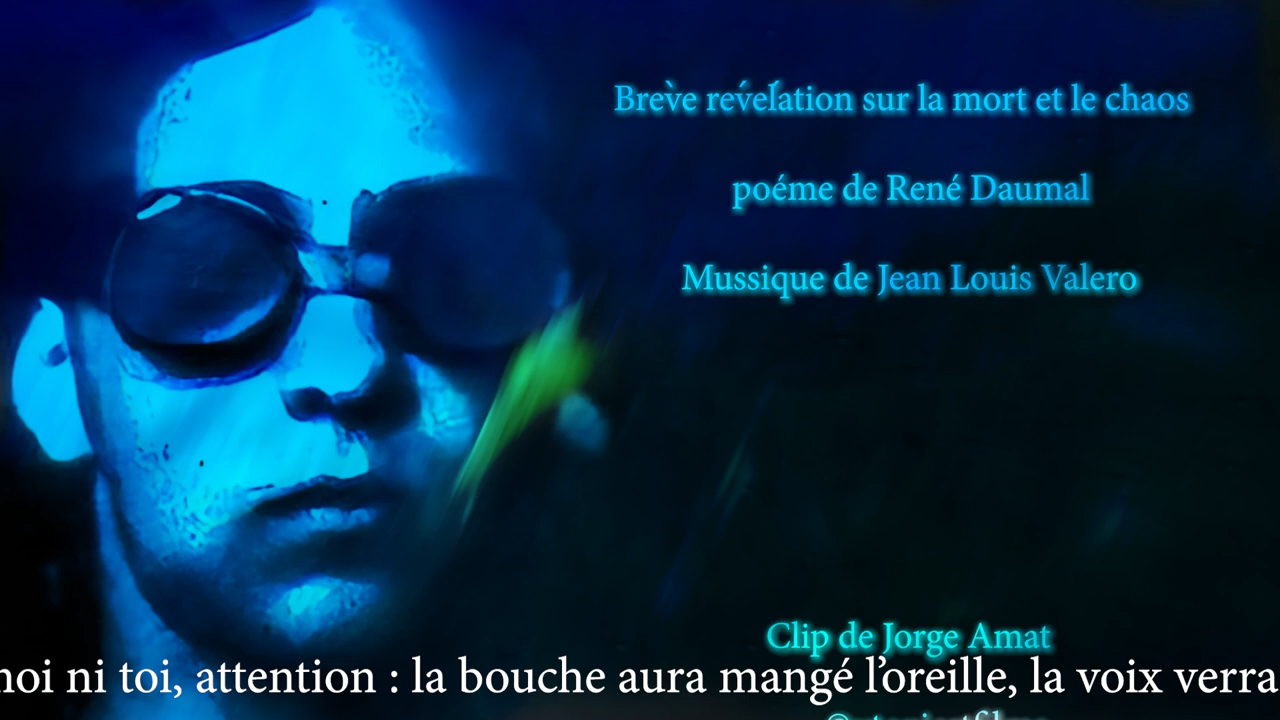 Brève révélation sur la mort et le chaos
poéme de René Daumal
Mussique de Jean Louis Valero
Clip de Jorge Amat
ni toi, attention : la bouche aura mangé l'oreille, la voix verra